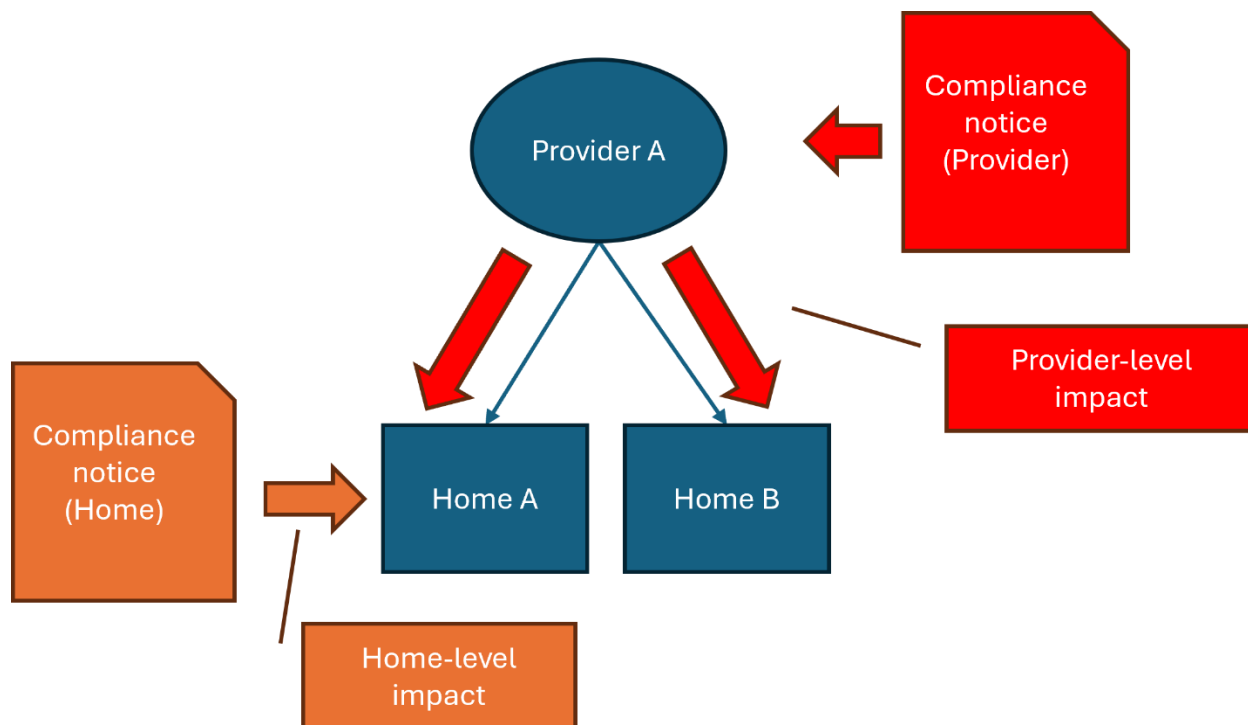 Provider A
Compliance
notice
(Provider)
Provider-level
impact
Compliance
notice
(Home)
Home A
Home B
Home-level
impact